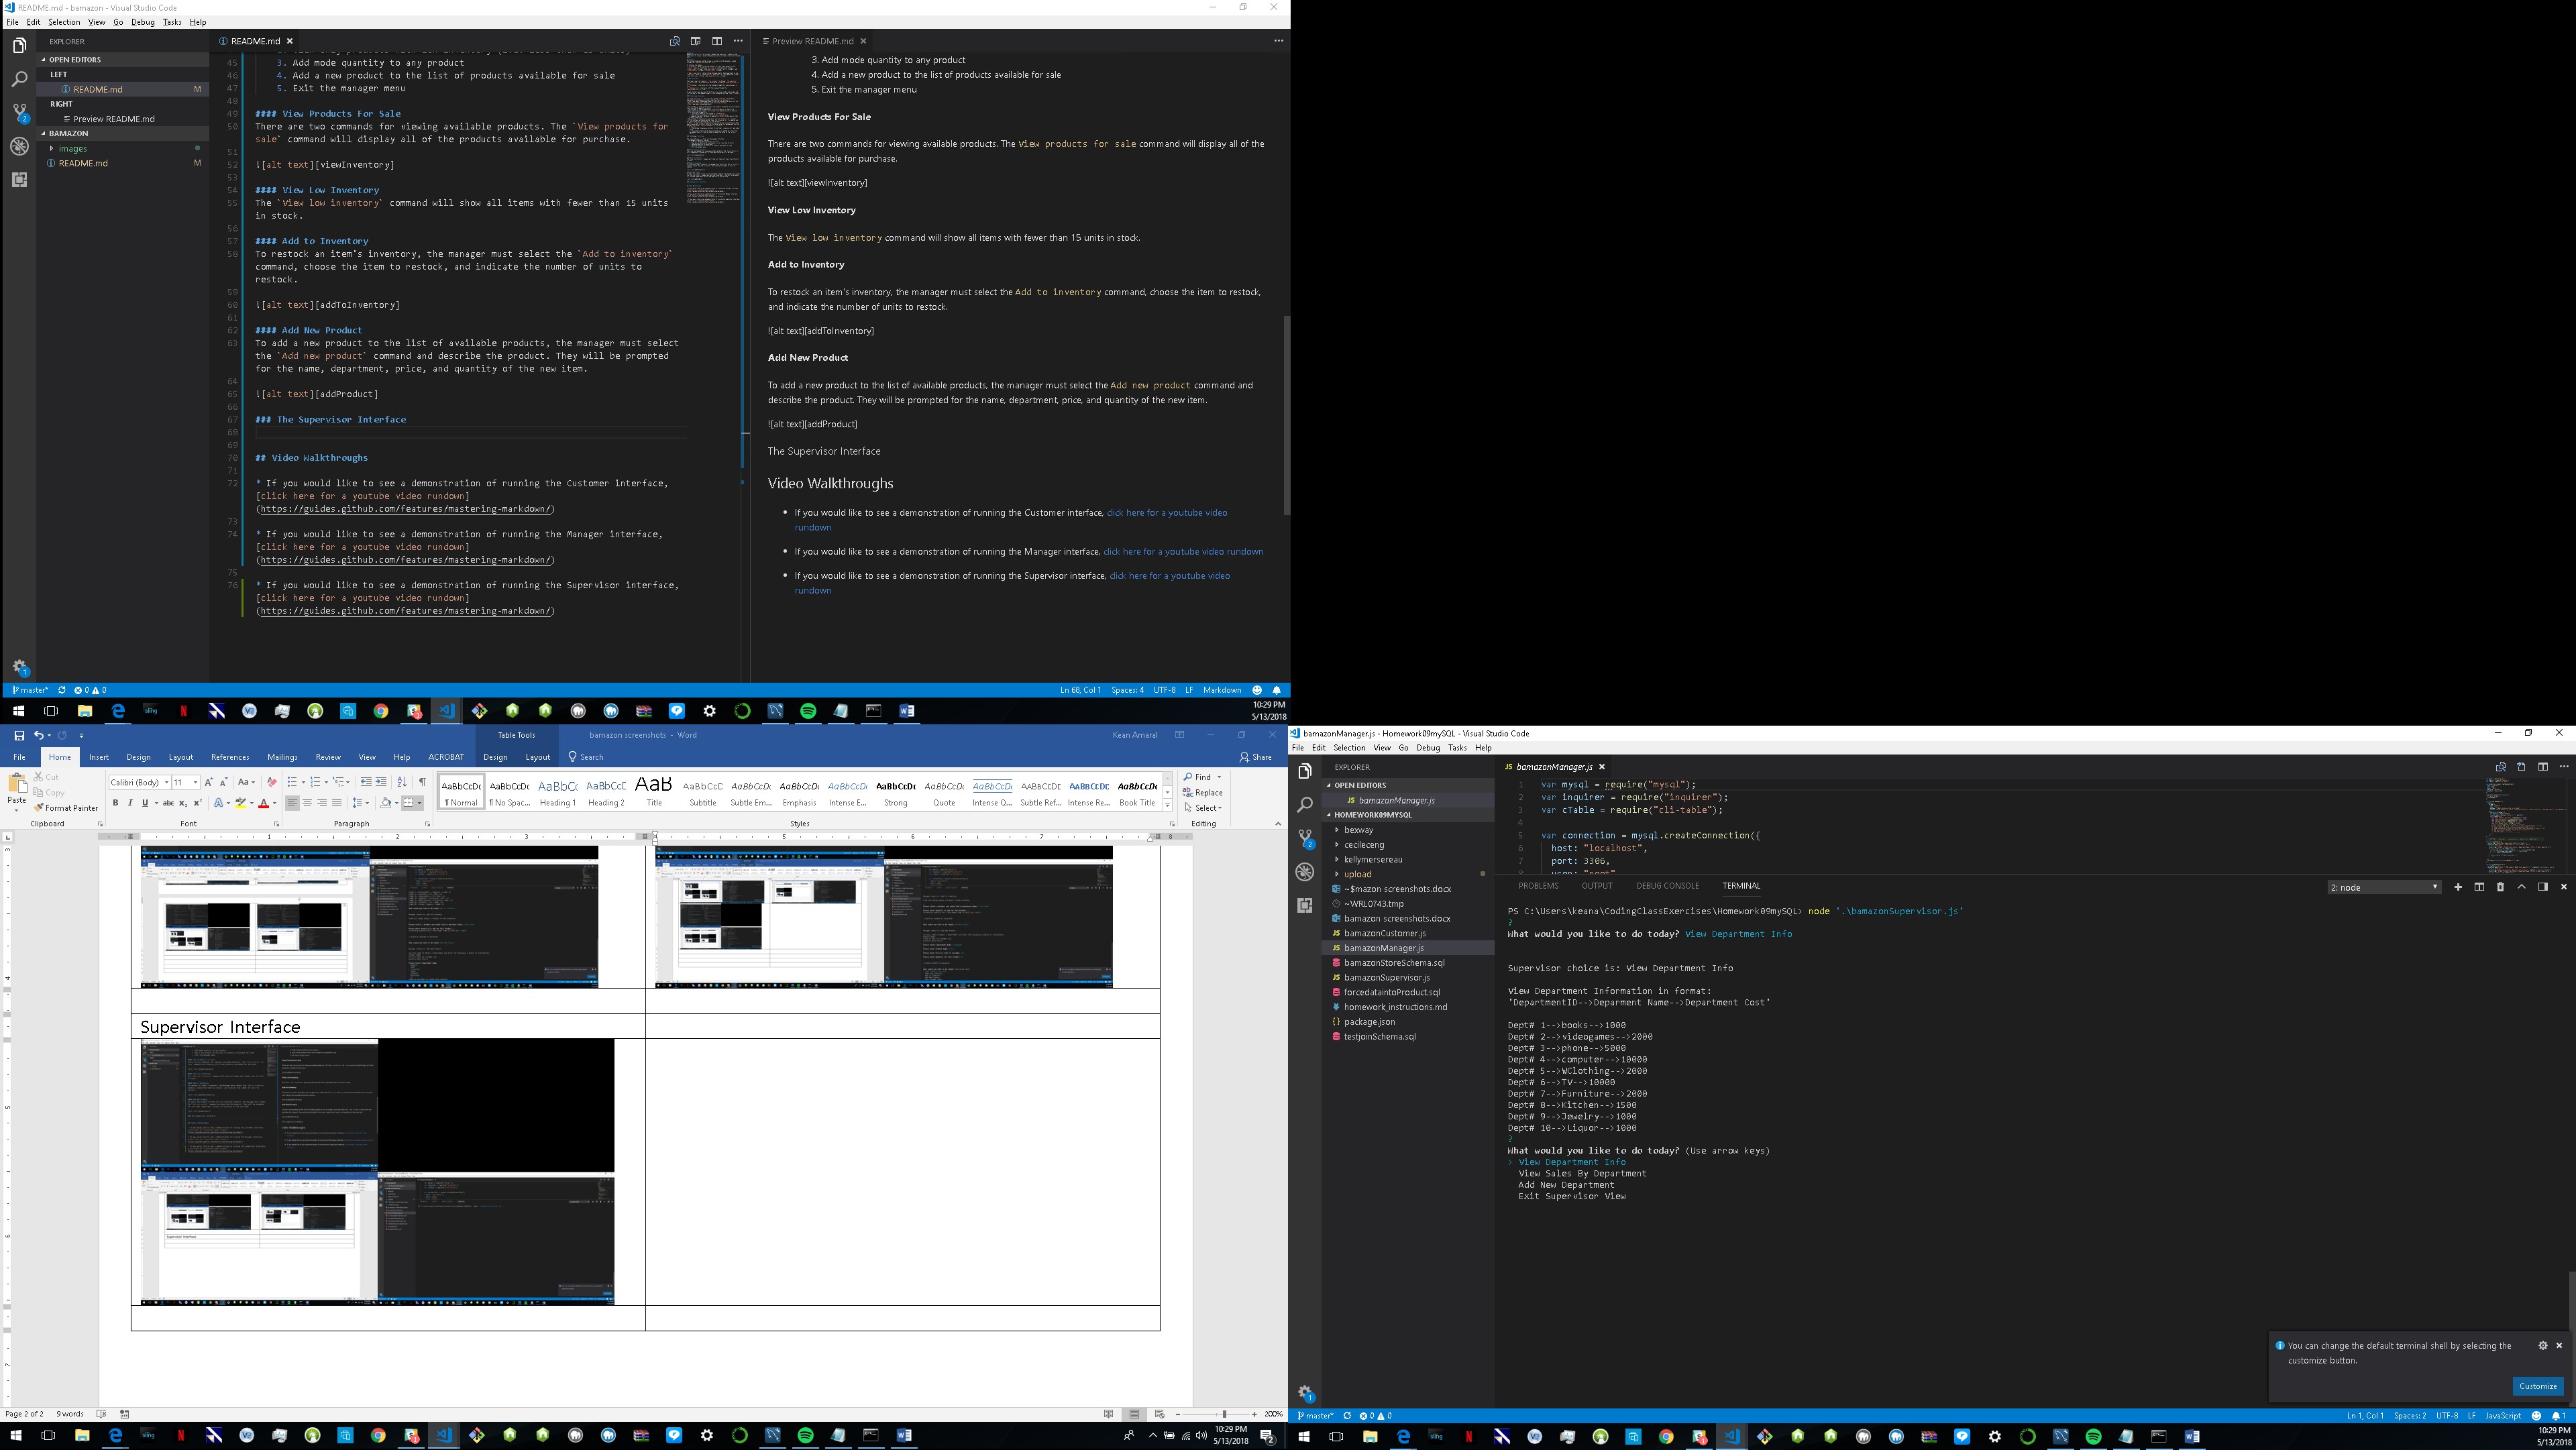 README.md - bamazon - Visual Studio Code
File Edit Selection View Go Debug Tasks Help
EXPLORER
OPEN EDITORS
LEFT
README.md M
RIGHT
Preview README.md
BAMAZON
images
README.md M
README.md
45 3. Add mode quantity to any product
46 4. Add a new product to the list of products available for sale
47 5. Exit the manager menu
48
49 #### View Products For Sale
50 There are two commands for viewing available products. The `View products for
sale` command will display all of the products available for purchase.
51
52 ![alt text][viewInventory]
53
54 #### View Low Inventory
55 The `View low inventory` command will show all items with fewer than 15 units
in stock.
56
57 #### Add to Inventory
58 To restock an item's inventory, the manager must select the `Add to inventory`
command, choose the item to restock, and indicate the number of units to
restock.
59
60 ![alt text][addToInventory]
61
62 #### Add New Product
63 To add a new product to the list of available products, the manager must select
the `Add new product` command and describe the product. They will be prompted
for the name, department, price, and quantity of the new item.
64
65 ![alt text][addProduct]
66
67 ### The Supervisor Interface
68
69
70 ## Video Walkthroughs
71
72 * If you would like to see a demonstration of running the Customer interface,
[click here for a youtube video rundown]
(https://guides.github.com/features/mastering-markdown/)
73
74 * If you would like to see a demonstration of running the Manager interface,
[click here for a youtube video rundown]
(https://guides.github.com/features/mastering-markdown/)
75
76 * If you would like to see a demonstration of running the Supervisor interface,
[click here for a youtube video rundown]
(https://guides.github.com/features/mastering-markdown/)
Preview README.md
3. Add mode quantity to any product
4. Add a new product to the list of products available for sale
5. Exit the manager menu
View Products For Sale
There are two commands for viewing available products. The View products for sale command will display all of the
products available for purchase.
![alt text][viewInventory]
View Low Inventory
The View low inventory command will show all items with fewer than 15 units in stock.
Add to Inventory
To restock an item's inventory, the manager must select the Add to inventory command, choose the item to restock,
and indicate the number of units to restock.
![alt text][addToInventory]
Add New Product
To add a new product to the list of available products, the manager must select the Add new product command and
describe the product. They will be prompted for the name, department, price, and quantity of the new item.
![alt text][addProduct]
The Supervisor Interface
Video Walkthroughs
• If you would like to see a demonstration of running the Customer interface, click here for a youtube video
rundown
• If you would like to see a demonstration of running the Manager interface, click here for a youtube video rundown
• If you would like to see a demonstration of running the Supervisor interface, click here for a youtube video
rundown
master* 0 0 Ln 68, Col 1 Spaces: 4 UTF-8 LF Markdown
10:29 PM
5/13/2018
Table Tools bamazon screenshots - Word Kean Amaral
File Home Insert Design Layout References Mailings Review View Help ACROBAT Design Layout Search Share
Paste
Cut
Copy
Format Painter
Clipboard
Calibri (Body) 11
Font
Paragraph
Normal No Spac... Heading 1 Heading 2 Title Subtitle Subtle Em... Emphasis Intense E... Strong Quote Intense Q... Subtle Ref... Intense Re... Book Title
Styles
Find
Replace
Select
Editing
Supervisor Interface
Page 2 of 2 9 words 200%
10:29 PM
5/13/2018
bamazonManager.js - Homework09mySQL - Visual Studio Code
File Edit Selection View Go Debug Tasks Help
EXPLORER
OPEN EDITORS
bamazonManager.js
HOMEWORK09MYSQL
bexway
cecileceng
kellymersereau
upload
~$mazon screenshots.docx
~WRL0743.tmp
bamazon screenshots.docx
bamazonCustomer.js
bamazonManager.js
bamazonStoreSchema.sql
bamazonSupervisor.js
forcedataintoProduct.sql
homework_instructions.md
package.json
testjoinSchema.sql
bamazonManager.js
1 var mysql = require("mysql");
2 var inquirer = require("inquirer");
3 var cTable = require("cli-table");
4
5 var connection = mysql.createConnection({
6 host: "localhost",
7 port: 3306,
PROBLEMS OUTPUT DEBUG CONSOLE TERMINAL 2: node
PS C:\Users\keana\CodingClassExercises\Homework09mySQL> node '.\bamazonSupervisor.js'
?
What would you like to do today? View Department Info
Supervisor choice is: View Department Info
View Department Information in format:
'DepartmentID-->Deparment Name-->Department Cost'
Dept# 1-->books-->1000
Dept# 2-->videogames-->2000
Dept# 3-->phone-->5000
Dept# 4-->computer-->10000
Dept# 5-->WClothing-->2000
Dept# 6-->TV-->10000
Dept# 7-->Furniture-->2000
Dept# 8-->Kitchen-->1500
Dept# 9-->Jewelry-->1000
Dept# 10-->Liquor-->1000
?
What would you like to do today? (Use arrow keys)
> View Department Info
View Sales By Department
Add New Department
Exit Supervisor View
You can change the default terminal shell by selecting the
customize button.
Customize
master* 0 0 Ln 1, Col 1 Spaces: 2 UTF-8 LF JavaScript 1
10:29 PM
5/13/2018